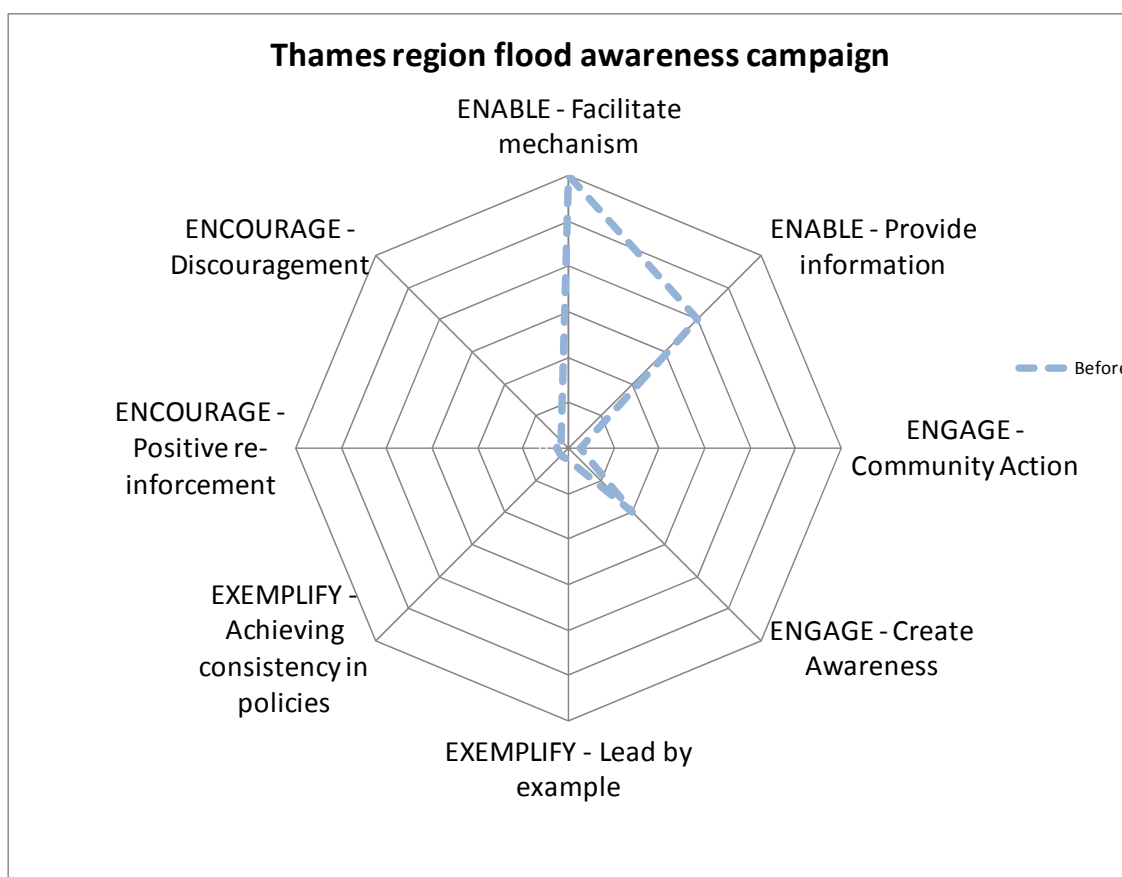 Thames region flood awareness campaign
ENABLE - Facilitate
mechanism
ENABLE - Provide
information
ENGAGE -
Community Action
ENGAGE - Create
Awareness
EXEMPLIFY - Lead by
example
EXEMPLIFY -
Achieving
consistency in
policies
ENCOURAGE -
Positive re-
inforcement
ENCOURAGE -
Discouragement
Before